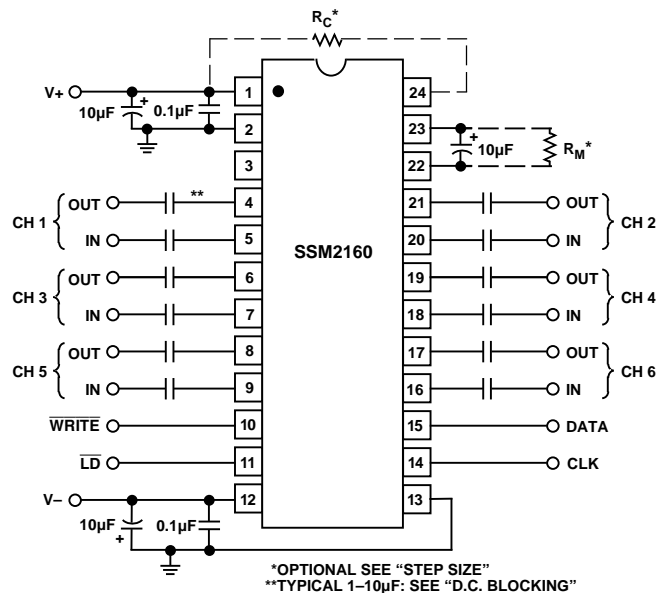 R_C*
V+
10µF
+
0.1µF
1
2
3
4
5
6
7
8
9
10
11
12
24
23
22
21
20
19
18
17
16
15
14
13
+
10µF
R_M*
SSM2160
CH 1
OUT
**
IN
CH 3
OUT
IN
CH 5
OUT
IN
WRITE
LD
OUT
IN
CH 2
OUT
IN
CH 4
OUT
IN
CH 6
DATA
CLK
V–
10µF
+
0.1µF
*OPTIONAL SEE “STEP SIZE”
**TYPICAL 1–10µF: SEE “D.C. BLOCKING”